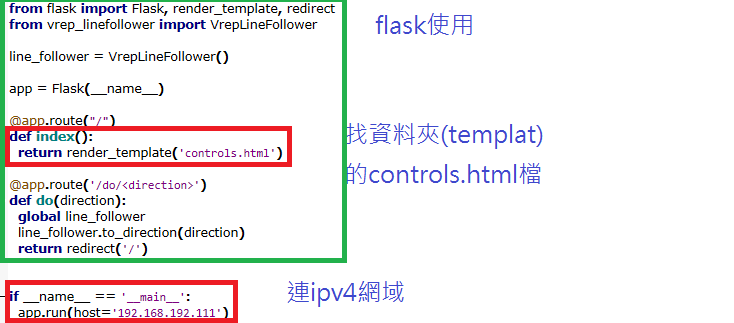 from flask import Flask, render_template, redirect
from vrep_linefollower import VrepLineFollower
line_follower = VrepLineFollower()
app = Flask(__name__)
@app.route("/")
def index():
  return render_template('controls.html')
@app.route('/do/<direction>')
def do(direction):
  global line_follower
  line_follower.to_direction(direction)
  return redirect('/')
if __name__ == '__main__':
  app.run(host='192.168.192.111')
flask使用
找資料夾(templat)
的controls.html檔
連ipv4網域